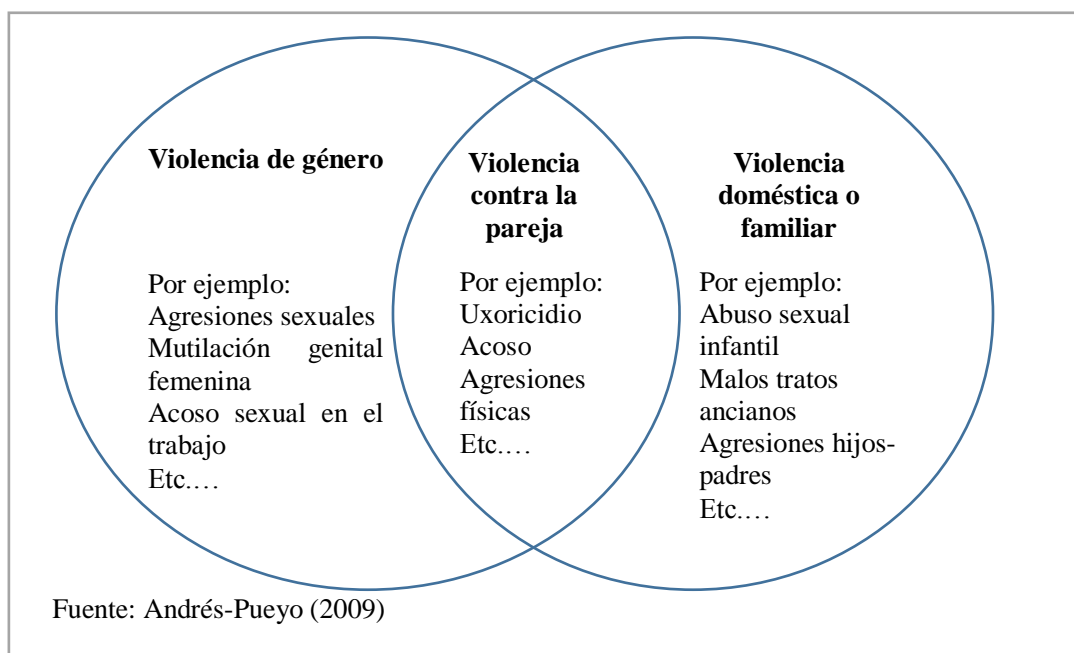 Violencia de género
Por ejemplo:
Agresiones sexuales
Mutilación genital
femenina
Acoso sexual en el
trabajo
Etc.…
Violencia
contra la
pareja
Por ejemplo:
Uxoricidio
Acoso
Agresiones
físicas
Etc.…
Violencia
doméstica o
familiar
Por ejemplo:
Abuso sexual
infantil
Malos tratos
ancianos
Agresiones hijos-
padres
Etc.…
Fuente: Andrés-Pueyo (2009)